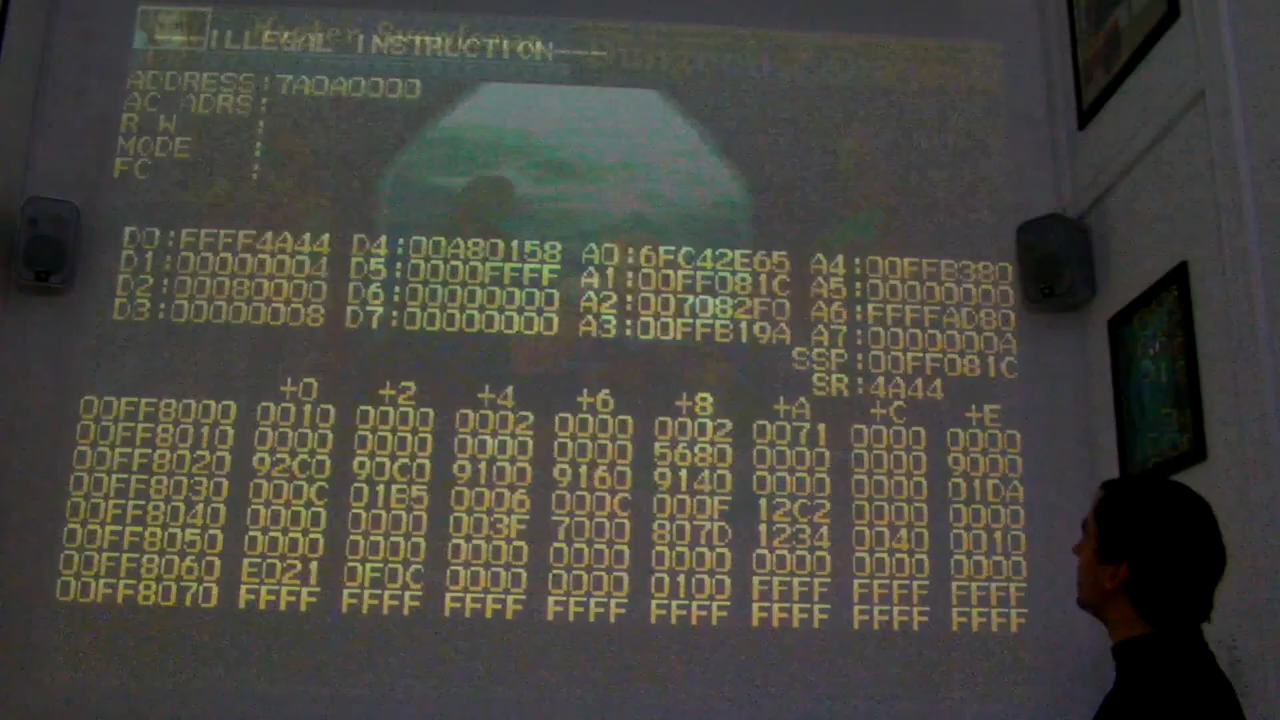 ILLEGAL INSTRUCTION
ADDRESS:7A0A0000
AC ADRS:
R W :
MODE :
FC :
D0:FFFF4A44 D4:00A80158 A0:6FC42E65 A4:00FFB380
D1:00000004 D5:0000FFFF A1:00FF081C A5:00000000
D2:00080000 D6:00000000 A2:007082F0 A6:FFFFAD80
D3:00000008 D7:00000000 A3:00FFB19A A7:0000000A
SSP:00FF081C
SR:4A44
+0 +2 +4 +6 +8 +A +C +E
00FF8000 0010 0000 0002 0000 0002 0071 0000 0000
00FF8010 0000 0000 0000 0000 5680 0000 0000 9000
00FF8020 92C0 90C0 9100 9160 9140 0000 0000 01DA
00FF8030 000C 01B5 0006 000C 000F 12C2 0000 0000
00FF8040 0000 0000 003F 7000 807D 1234 0040 0010
00FF8050 0000 0000 0000 0000 0000 0000 0000 0000
00FF8060 E021 0F0C 0000 0000 0100 FFFF FFFF FFFF
00FF8070 FFFF FFFF FFFF FFFF FFFF FFFF FFFF FFFF